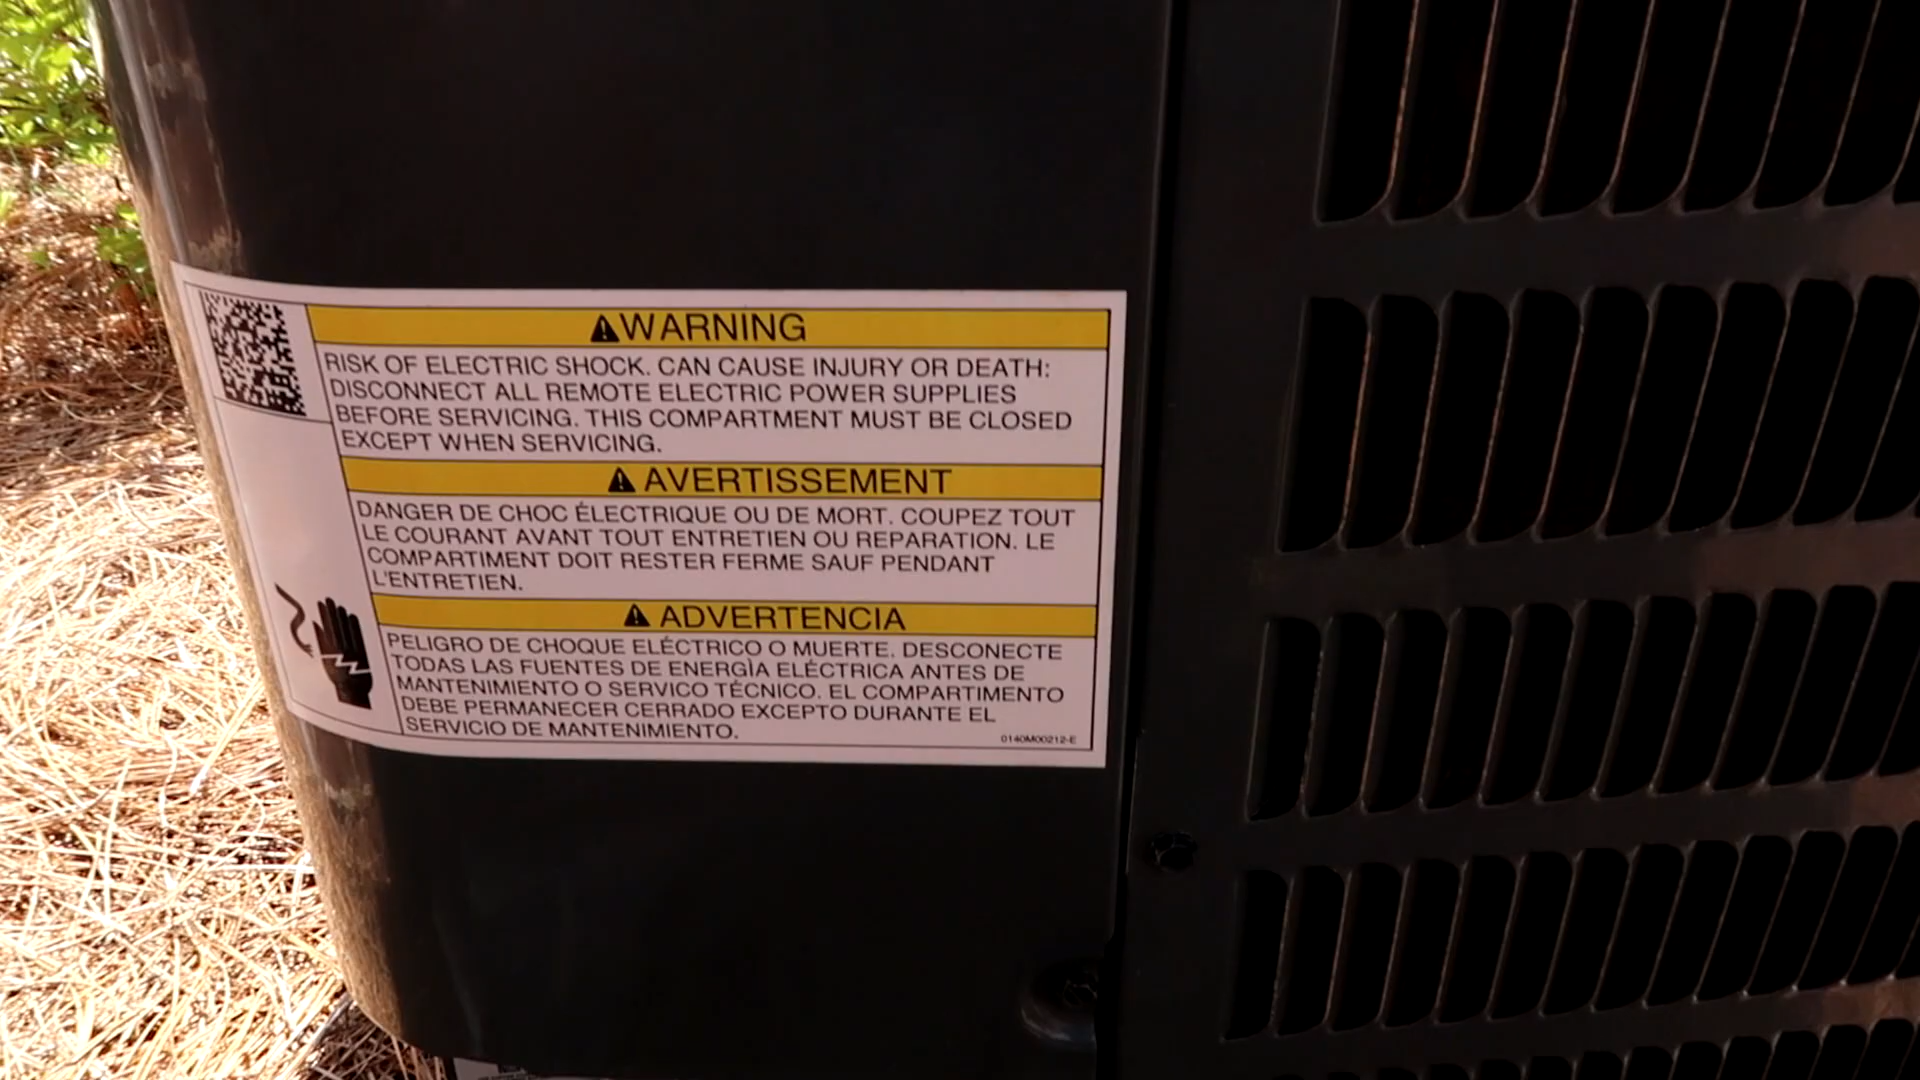 WARNING
RISK OF ELECTRIC SHOCK. CAN CAUSE INJURY OR DEATH:
DISCONNECT ALL REMOTE ELECTRIC POWER SUPPLIES
BEFORE SERVICING. THIS COMPARTMENT MUST BE CLOSED
EXCEPT WHEN SERVICING.
AVERTISSEMENT
DANGER DE CHOC ÉLECTRIQUE OU DE MORT. COUPEZ TOUT
LE COURANT AVANT TOUT ENTRETIEN OU REPARATION. LE
COMPARTIMENT DOIT RESTER FERME SAUF PENDANT
L'ENTRETIEN.
ADVERTENCIA
PELIGRO DE CHOQUE ELÉCTRICO O MUERTE. DESCONECTE
TODAS LAS FUENTES DE ENERGÌA ELÉCTRICA ANTES DE
MANTENIMIENTO O SERVICO TÉCNICO. EL COMPARTIMENTO
DEBE PERMANECER CERRADO EXCEPTO DURANTE EL
SERVICIO DE MANTENIMIENTO.
0140M00212-E